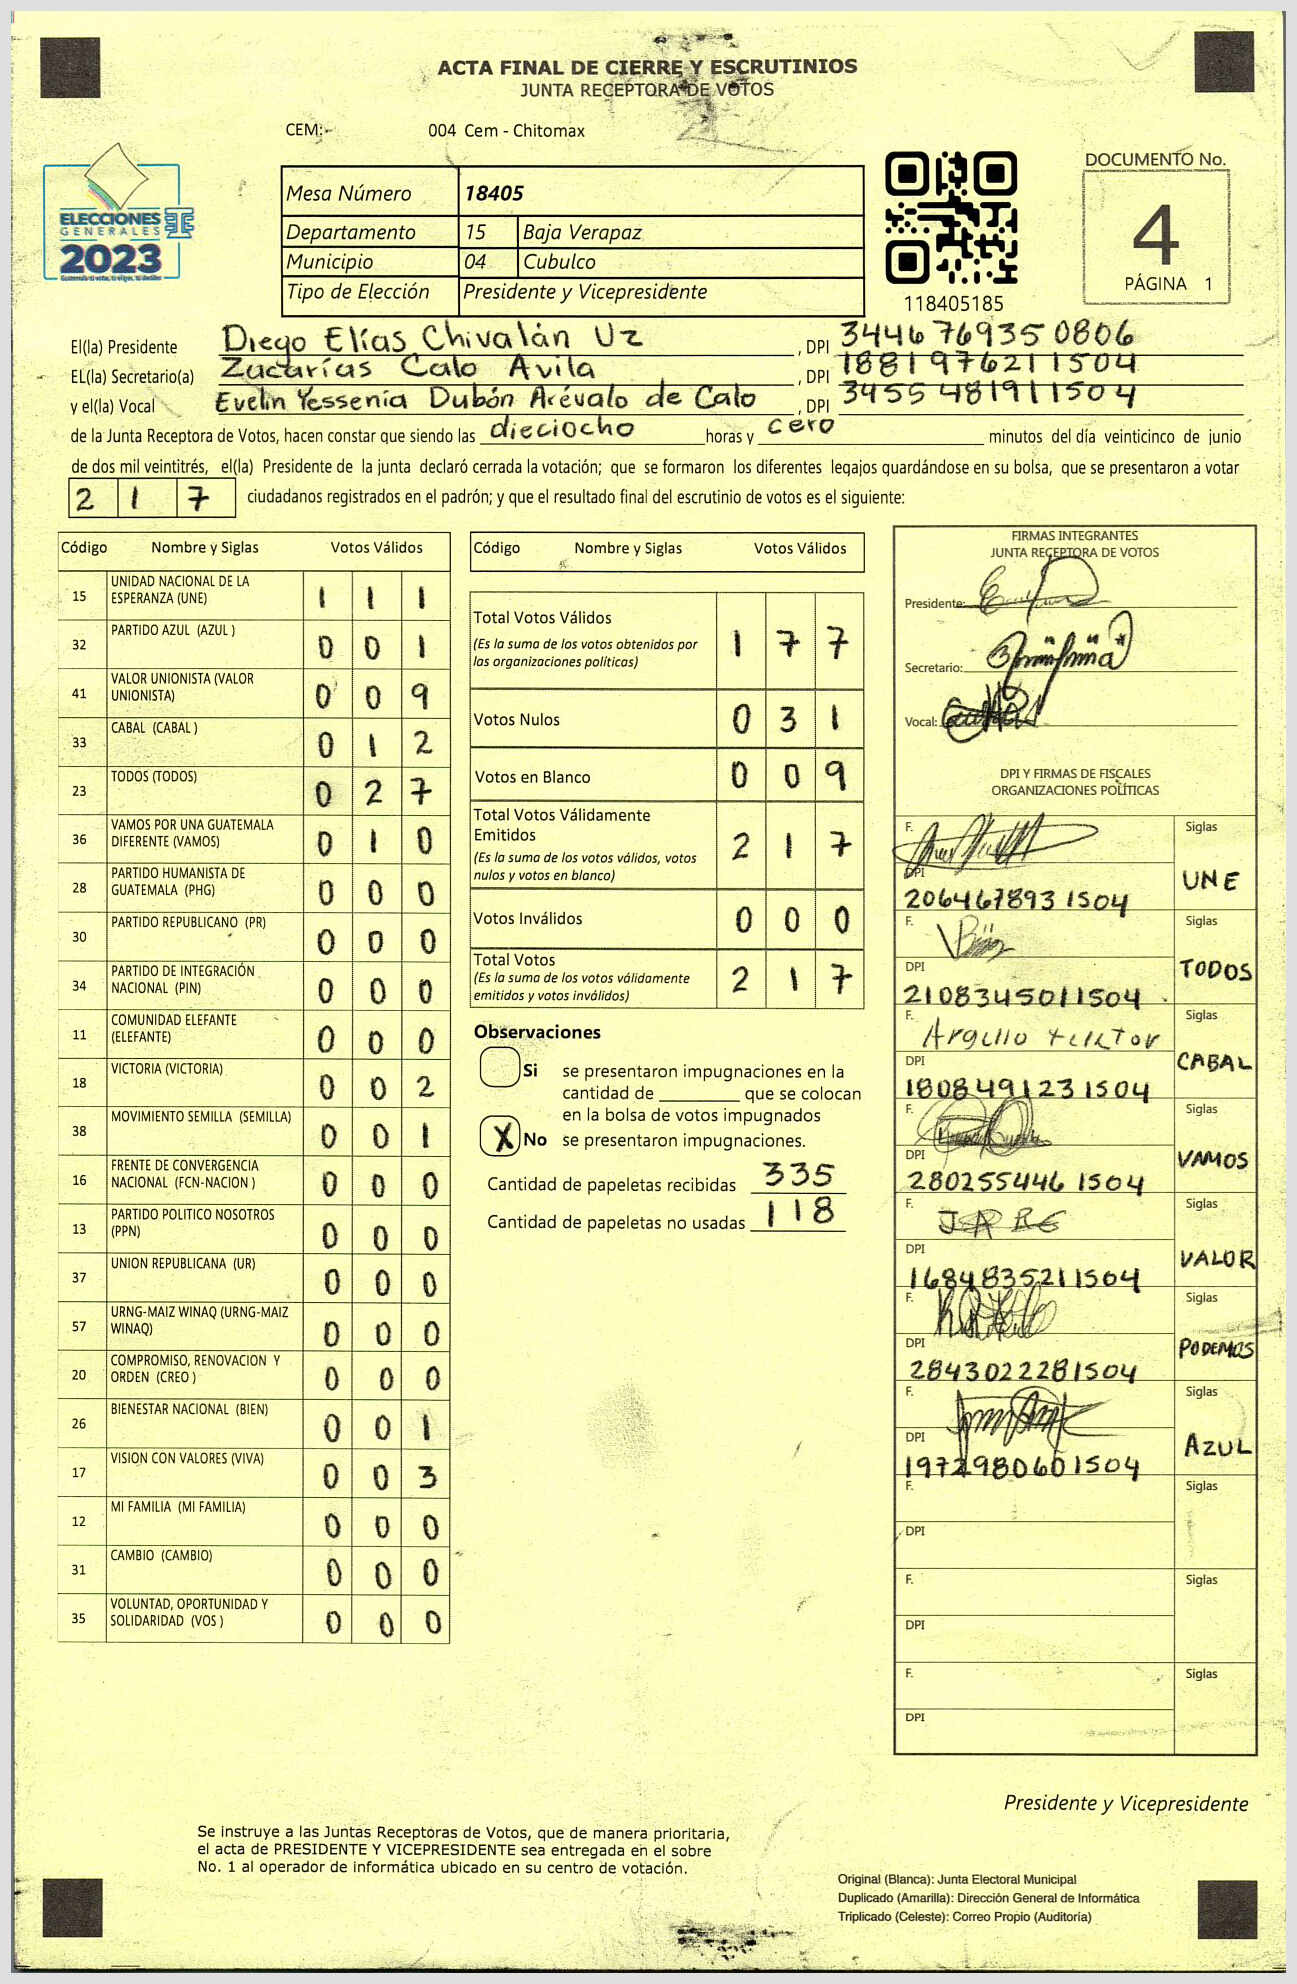 ACTA FINAL DE CIERRE Y ESCRUTINIOS
JUNTA RECEPTORA DE VOTOS
CEM:- 004 Cem - Chitomax
ELECCIONES
GENERALES
2023
Mesa Número 18405
Departamento 15 Baja Verapaz
Municipio 04 Cubulco
Tipo de Elección Presidente y Vicepresidente
118405185
DOCUMENTO No.
4
PÁGINA 1
El(la) Presidente Diego Elías Chivalán Uz, DPI 3446769350806
EL(la) Secretario(a) Zacarías Calo Avila, DPI 1881976211504
y el(la) Vocal Evelin Yessenia Dubón Arévalo de Calo, DPI 3455481911504
de la Junta Receptora de Votos, hacen constar que siendo las dieciocho horas y cero minutos del día veinticinco de junio
de dos mil veintitrés, el(la) Presidente de la junta declaró cerrada la votación; que se formaron los diferentes legajos guardándose en su bolsa, que se presentaron a votar
217 ciudadanos registrados en el padrón; y que el resultado final del escrutinio de votos es el siguiente:
Código Nombre y Siglas Votos Válidos
15 UNIDAD NACIONAL DE LA ESPERANZA (UNE) 1 1 1
32 PARTIDO AZUL (AZUL ) 0 0 1
41 VALOR UNIONISTA (VALOR UNIONISTA) 0 0 9
33 CABAL (CABAL ) 0 1 2
23 TODOS (TODOS) 0 2 7
36 VAMOS POR UNA GUATEMALA DIFERENTE (VAMOS) 0 1 0
28 PARTIDO HUMANISTA DE GUATEMALA (PHG) 0 0 0
30 PARTIDO REPUBLICANO (PR) 0 0 0
34 PARTIDO DE INTEGRACIÓN NACIONAL (PIN) 0 0 0
11 COMUNIDAD ELEFANTE (ELEFANTE) 0 0 0
18 VICTORIA (VICTORIA) 0 0 2
38 MOVIMIENTO SEMILLA (SEMILLA) 0 0 1
16 FRENTE DE CONVERGENCIA NACIONAL (FCN-NACION ) 0 0 0
13 PARTIDO POLITICO NOSOTROS (PPN) 0 0 0
37 UNION REPUBLICANA (UR) 0 0 0
57 URNG-MAIZ WINAQ (URNG-MAIZ WINAQ) 0 0 0
20 COMPROMISO, RENOVACION Y ORDEN (CREO ) 0 0 0
26 BIENESTAR NACIONAL (BIEN) 0 0 1
17 VISION CON VALORES (VIVA) 0 0 3
12 MI FAMILIA (MI FAMILIA) 0 0 0
31 CAMBIO (CAMBIO) 0 0 0
35 VOLUNTAD, OPORTUNIDAD Y SOLIDARIDAD (VOS ) 0 0 0
Código Nombre y Siglas Votos Válidos
Total Votos Válidos 1 7 7
(Es la suma de los votos obtenidos por
las organizaciones políticas)
Votos Nulos 0 3 1
Votos en Blanco 0 0 9
Total Votos Válidamente
Emitidos 2 1 7
(Es la suma de los votos válidos, votos
nulos y votos en blanco)
Votos Inválidos 0 0 0
Total Votos 2 1 7
(Es la suma de los votos válidamente
emitidos y votos inválidos)
Observaciones
Si se presentaron impugnaciones en la
cantidad de ________ que se colocan
en la bolsa de votos impugnados
X No se presentaron impugnaciones.
Cantidad de papeletas recibidas 335
Cantidad de papeletas no usadas 118
FIRMAS INTEGRANTES
JUNTA RECEPTORA DE VOTOS
Presidente:
Secretario:
Vocal:
DPI Y FIRMAS DE FISCALES
ORGANIZACIONES POLÍTICAS
F. Siglas
DPI 2064678931504 UNE
F. Siglas
DPI 2108345011504 TODOS
F. Siglas
DPI 1808491231504 CABAL
F. Siglas
DPI 2802554461504 VAMOS
F. Siglas
DPI 1684835211504 VALOR
F. Siglas
DPI 2843022281504 PODEMOS
F. Siglas
DPI 1972980601504 AZUL
F. Siglas
DPI
F. Siglas
DPI
F. Siglas
DPI
Presidente y Vicepresidente
Se instruye a las Juntas Receptoras de Votos, que de manera prioritaria,
el acta de PRESIDENTE Y VICEPRESIDENTE sea entregada en el sobre
No. 1 al operador de informática ubicado en su centro de votación.
Original (Blanca): Junta Electoral Municipal
Duplicado (Amarilla): Dirección General de Informática
Triplicado (Celeste): Correo Propio (Auditoría)